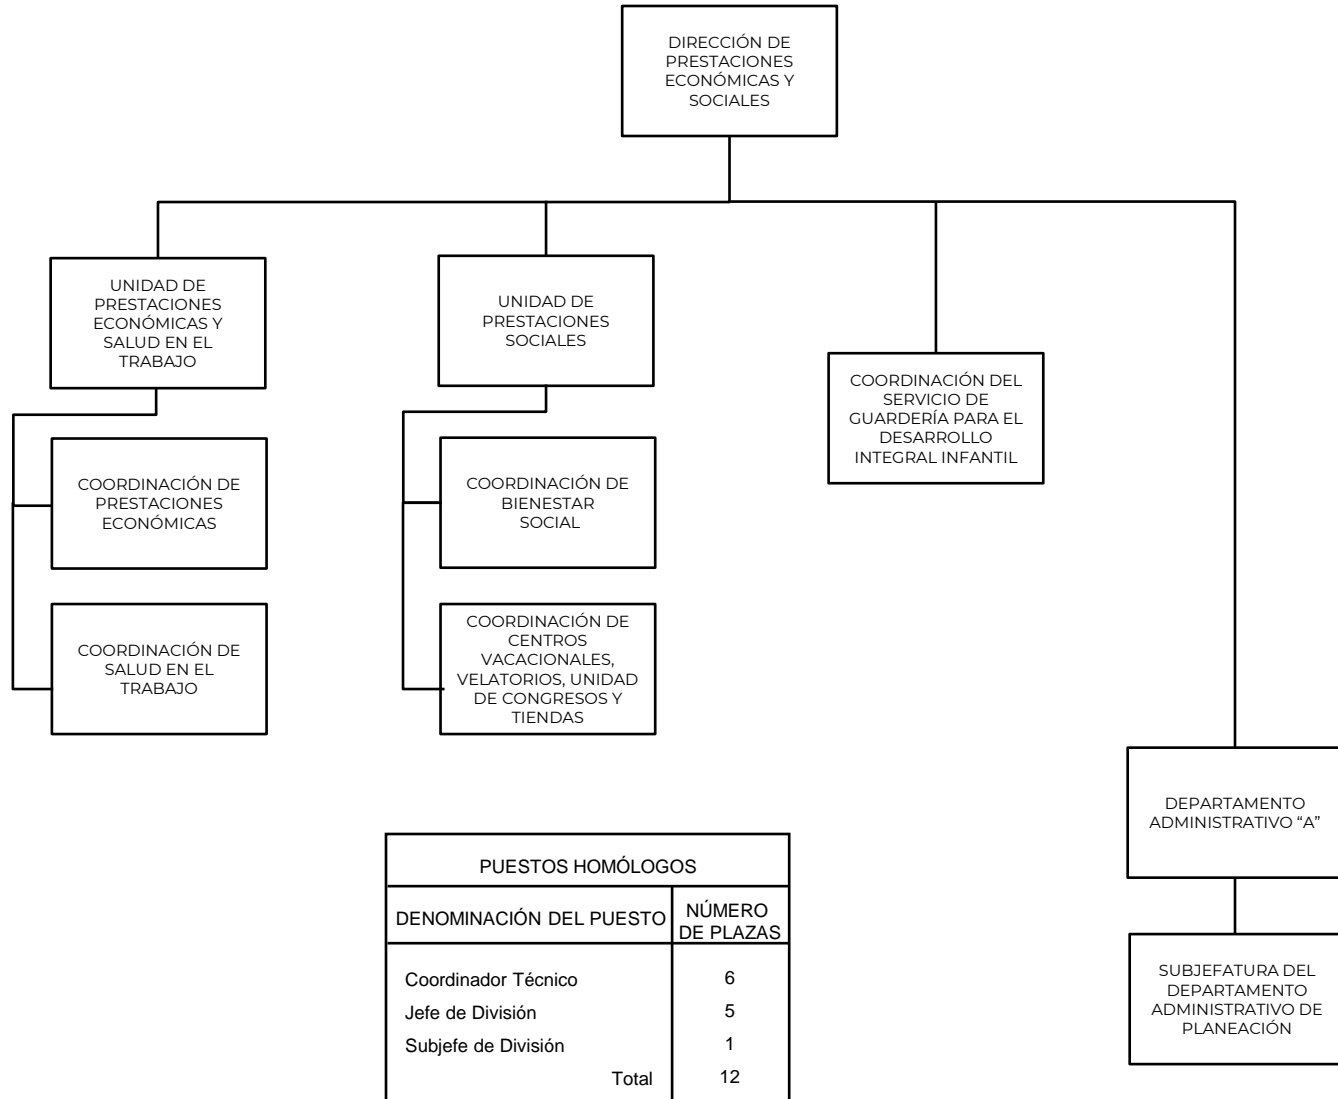 DIRECCIÓN DE
PRESTACIONES
ECONÓMICAS Y
SOCIALES
UNIDAD DE
PRESTACIONES
ECONÓMICAS Y
SALUD EN EL
TRABAJO
UNIDAD DE
PRESTACIONES
SOCIALES
COORDINACIÓN DEL
SERVICIO DE
GUARDERÍA PARA EL
DESARROLLO
INTEGRAL INFANTIL
COORDINACIÓN DE
PRESTACIONES
ECONÓMICAS
COORDINACIÓN DE
BIENESTAR
SOCIAL
COORDINACIÓN DE
SALUD EN EL
TRABAJO
COORDINACIÓN DE
CENTROS
VACACIONALES,
VELATORIOS, UNIDAD
DE CONGRESOS Y
TIENDAS
DEPARTAMENTO
ADMINISTRATIVO “A”
SUBJEFATURA DEL
DEPARTAMENTO
ADMINISTRATIVO DE
PLANEACIÓN
PUESTOS HOMÓLOGOS
DENOMINACIÓN DEL PUESTO
NÚMERO
DE PLAZAS
Coordinador Técnico 6
Jefe de División 5
Subjefe de División 1
Total 12